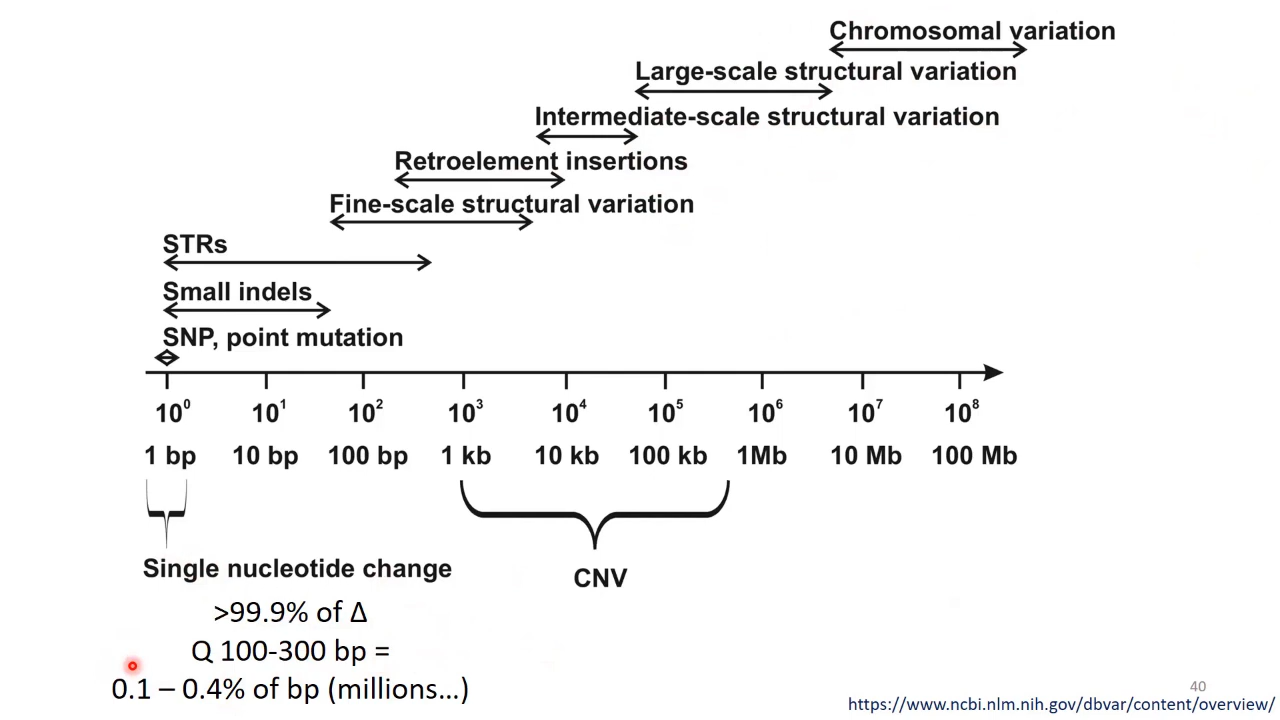 Chromosomal variation
Large-scale structural variation
Intermediate-scale structural variation
Retroelement insertions
Fine-scale structural variation
STRs
Small indels
SNP, point mutation
10⁰ 10¹ 10² 10³ 10⁴ 10⁵ 10⁶ 10⁷ 10⁸
1 bp 10 bp 100 bp 1 kb 10 kb 100 kb 1Mb 10 Mb 100 Mb
Single nucleotide change
CNV
>99.9% of Δ
Q 100-300 bp =
0.1 – 0.4% of bp (millions…)
40
https://www.ncbi.nlm.nih.gov/dbvar/content/overview/